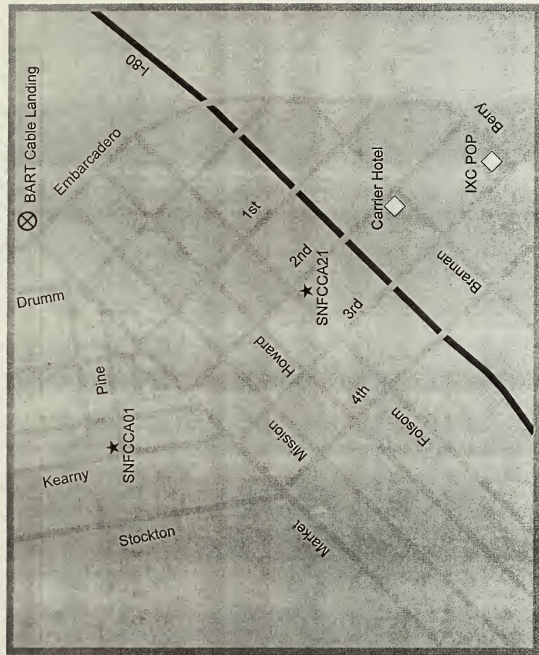 I-80
BART Cable Landing
Embarcadero
Drumm
1st
Berry
Carrier Hotel
IXC POP
2nd
SNFCCA21
Pine
Brannan
3rd
Howard
SNFCCA01
Kearny
4th
Folsom
Mission
Stockton
Market